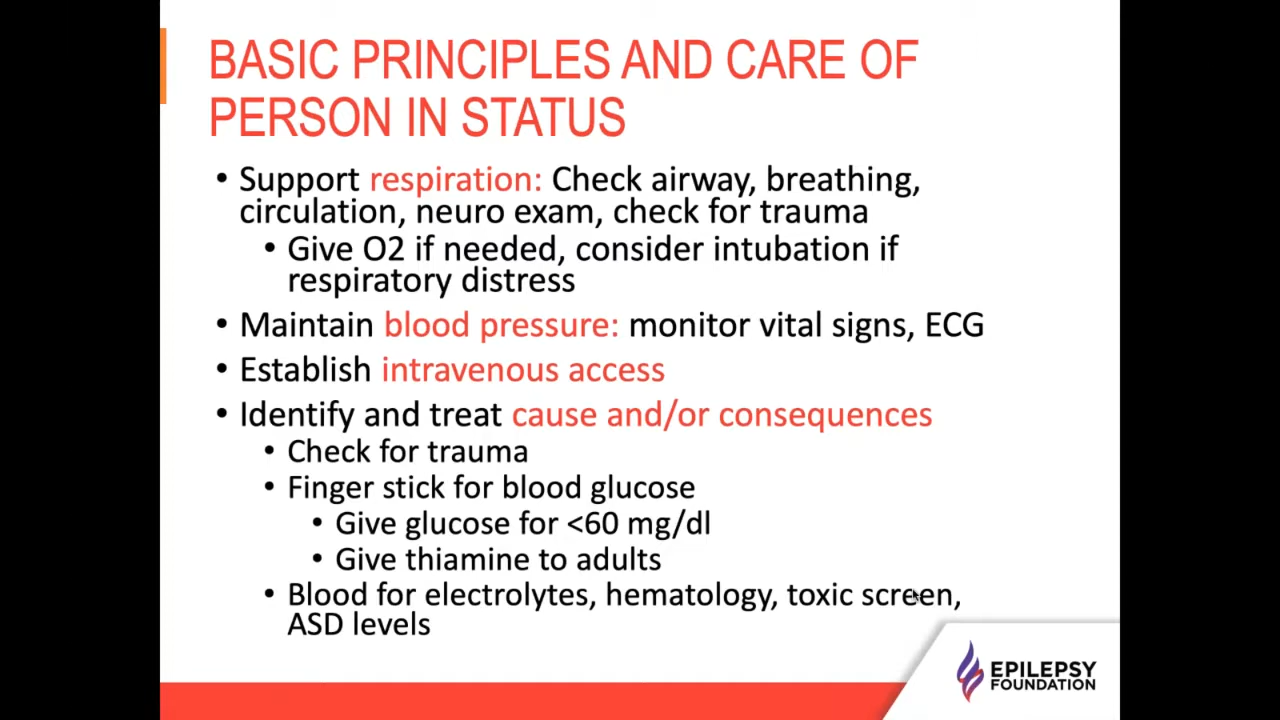 BASIC PRINCIPLES AND CARE OF
PERSON IN STATUS
• Support respiration: Check airway, breathing,
circulation, neuro exam, check for trauma
• Give O2 if needed, consider intubation if
respiratory distress
• Maintain blood pressure: monitor vital signs, ECG
• Establish intravenous access
• Identify and treat cause and/or consequences
• Check for trauma
• Finger stick for blood glucose
• Give glucose for <60 mg/dl
• Give thiamine to adults
• Blood for electrolytes, hematology, toxic screen,
ASD levels
EPILEPSY
FOUNDATION